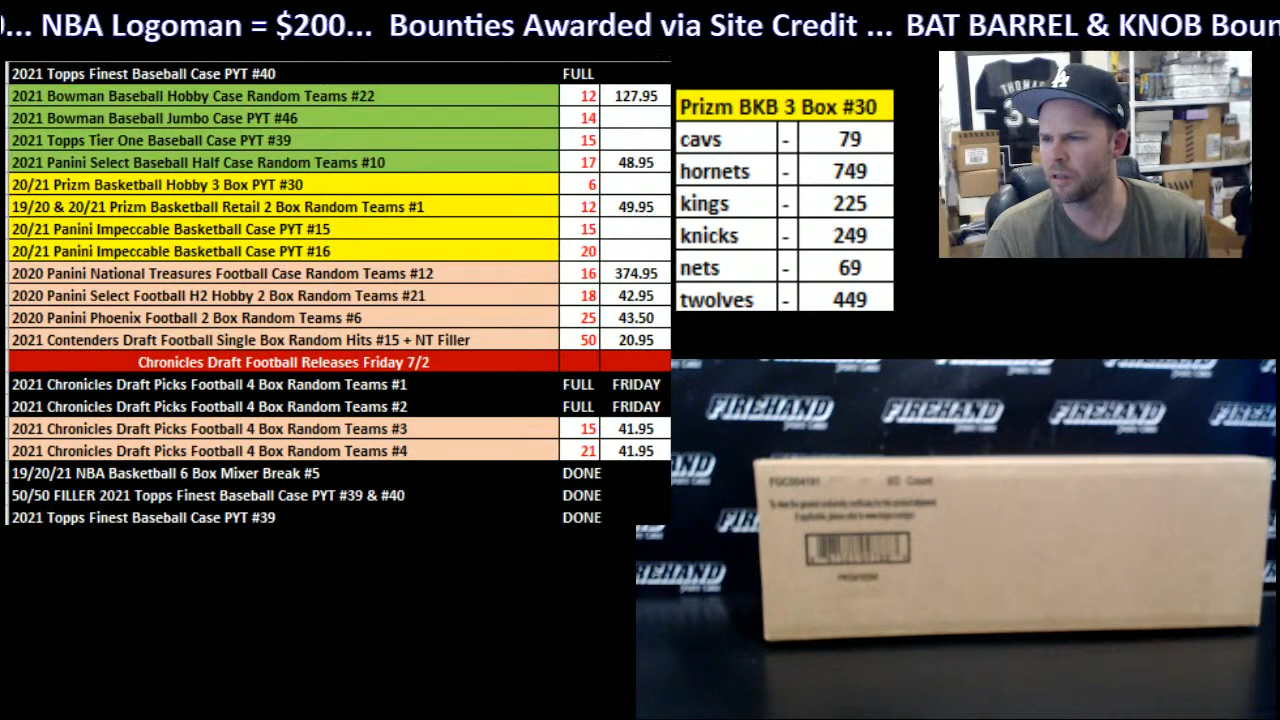 ... NBA Logoman = $200... Bounties Awarded via Site Credit ... BAT BARREL & KNOB Boun
2021 Topps Finest Baseball Case PYT #40 FULL
2021 Bowman Baseball Hobby Case Random Teams #22 12 127.95
2021 Bowman Baseball Jumbo Case PYT #46 14
2021 Topps Tier One Baseball Case PYT #39 15
2021 Panini Select Baseball Half Case Random Teams #10 17 48.95
20/21 Prizm Basketball Hobby 3 Box PYT #30 6
19/20 & 20/21 Prizm Basketball Retail 2 Box Random Teams #1 12 49.95
20/21 Panini Impeccable Basketball Case PYT #15 15
20/21 Panini Impeccable Basketball Case PYT #16 20
2020 Panini National Treasures Football Case Random Teams #12 16 374.95
2020 Panini Select Football H2 Hobby 2 Box Random Teams #21 18 42.95
2020 Panini Phoenix Football 2 Box Random Teams #6 25 43.50
2021 Contenders Draft Football Single Box Random Hits #15 + NT Filler 50 20.95
Chronicles Draft Football Releases Friday 7/2
2021 Chronicles Draft Picks Football 4 Box Random Teams #1 FULL FRIDAY
2021 Chronicles Draft Picks Football 4 Box Random Teams #2 FULL FRIDAY
2021 Chronicles Draft Picks Football 4 Box Random Teams #3 15 41.95
2021 Chronicles Draft Picks Football 4 Box Random Teams #4 21 41.95
19/20/21 NBA Basketball 6 Box Mixer Break #5 DONE
50/50 FILLER 2021 Topps Finest Baseball Case PYT #39 & #40 DONE
2021 Topps Finest Baseball Case PYT #39 DONE
Prizm BKB 3 Box #30
cavs - 79
hornets - 749
kings - 225
knicks - 249
nets - 69
twolves - 449
LA
FIREHAND FIREHAND FIREHAND
Count